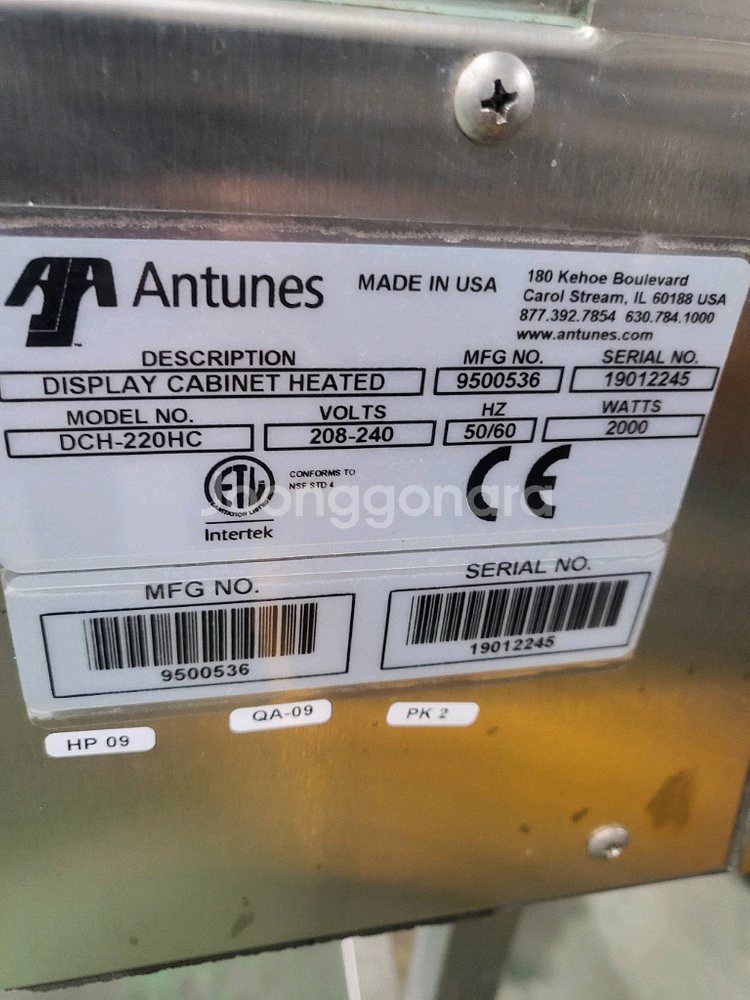 Antunes
MADE IN USA
180 Kehoe Boulevard
Carol Stream, IL 60188 USA
877.392.7854 630.784.1000
www.antunes.com
DESCRIPTION MFG NO. SERIAL NO.
DISPLAY CABINET HEATED 9500536 19012245
MODEL NO. VOLTS HZ WATTS
DCH-220HC 208-240 50/60 2000
ETL
CONFORMS TO
NSF STD 4
Intertek
CE
Joonggonara
MFG NO. SERIAL NO.
9500536 19012245
HP 09 QA-09 PK 2